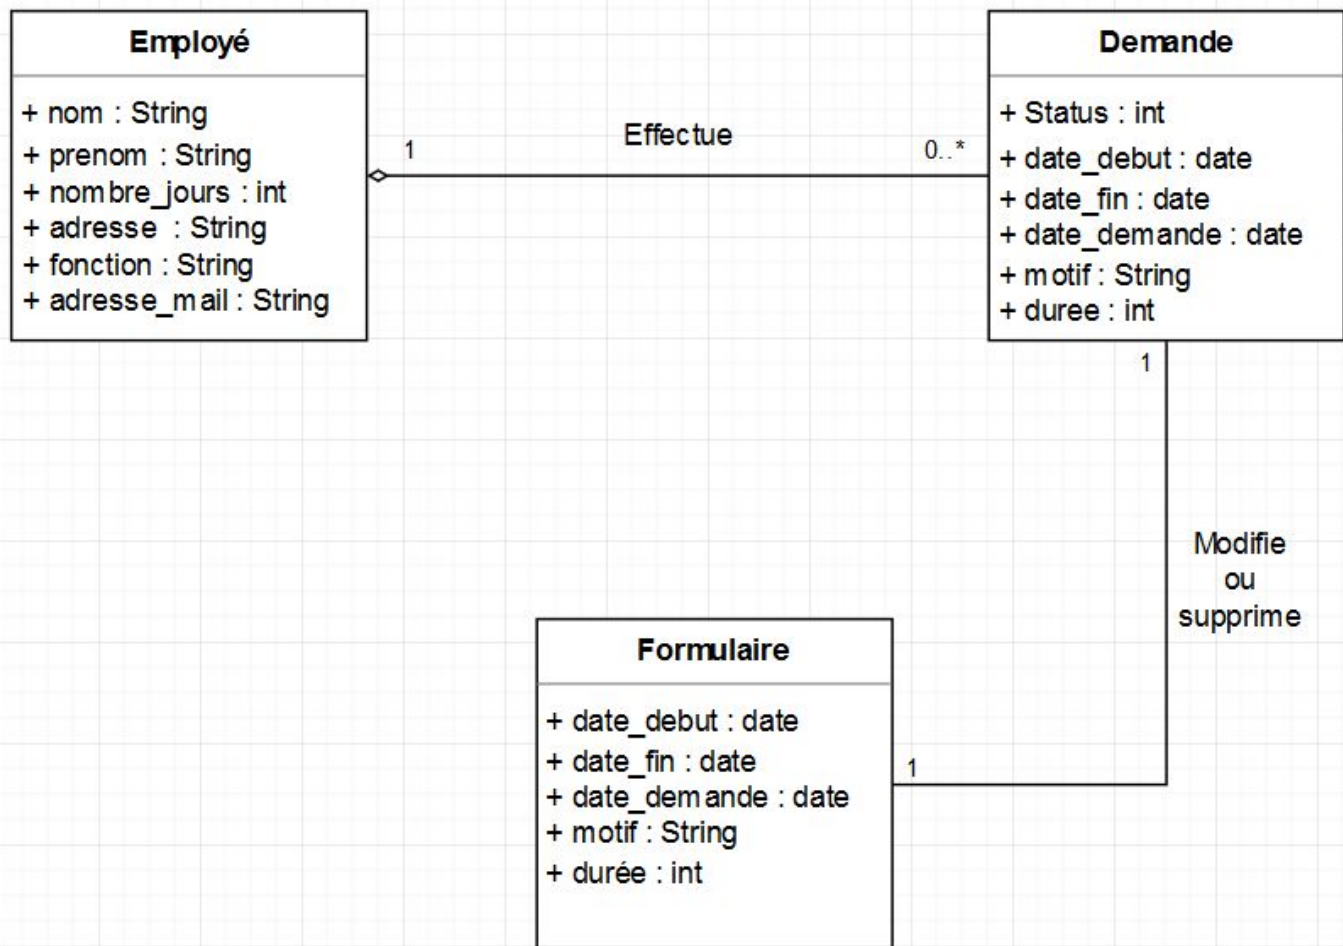 Employé
+ nom : String
+ prenom : String
+ nombre_jours : int
+ adresse : String
+ fonction : String
+ adresse_mail : String
1
Effectue
0..*
Demande
+ Status : int
+ date_debut : date
+ date_fin : date
+ date_demande : date
+ motif : String
+ duree : int
1
Modifie
ou
supprime
Formulaire
+ date_debut : date
+ date_fin : date
+ date_demande : date
+ motif : String
+ durée : int
1